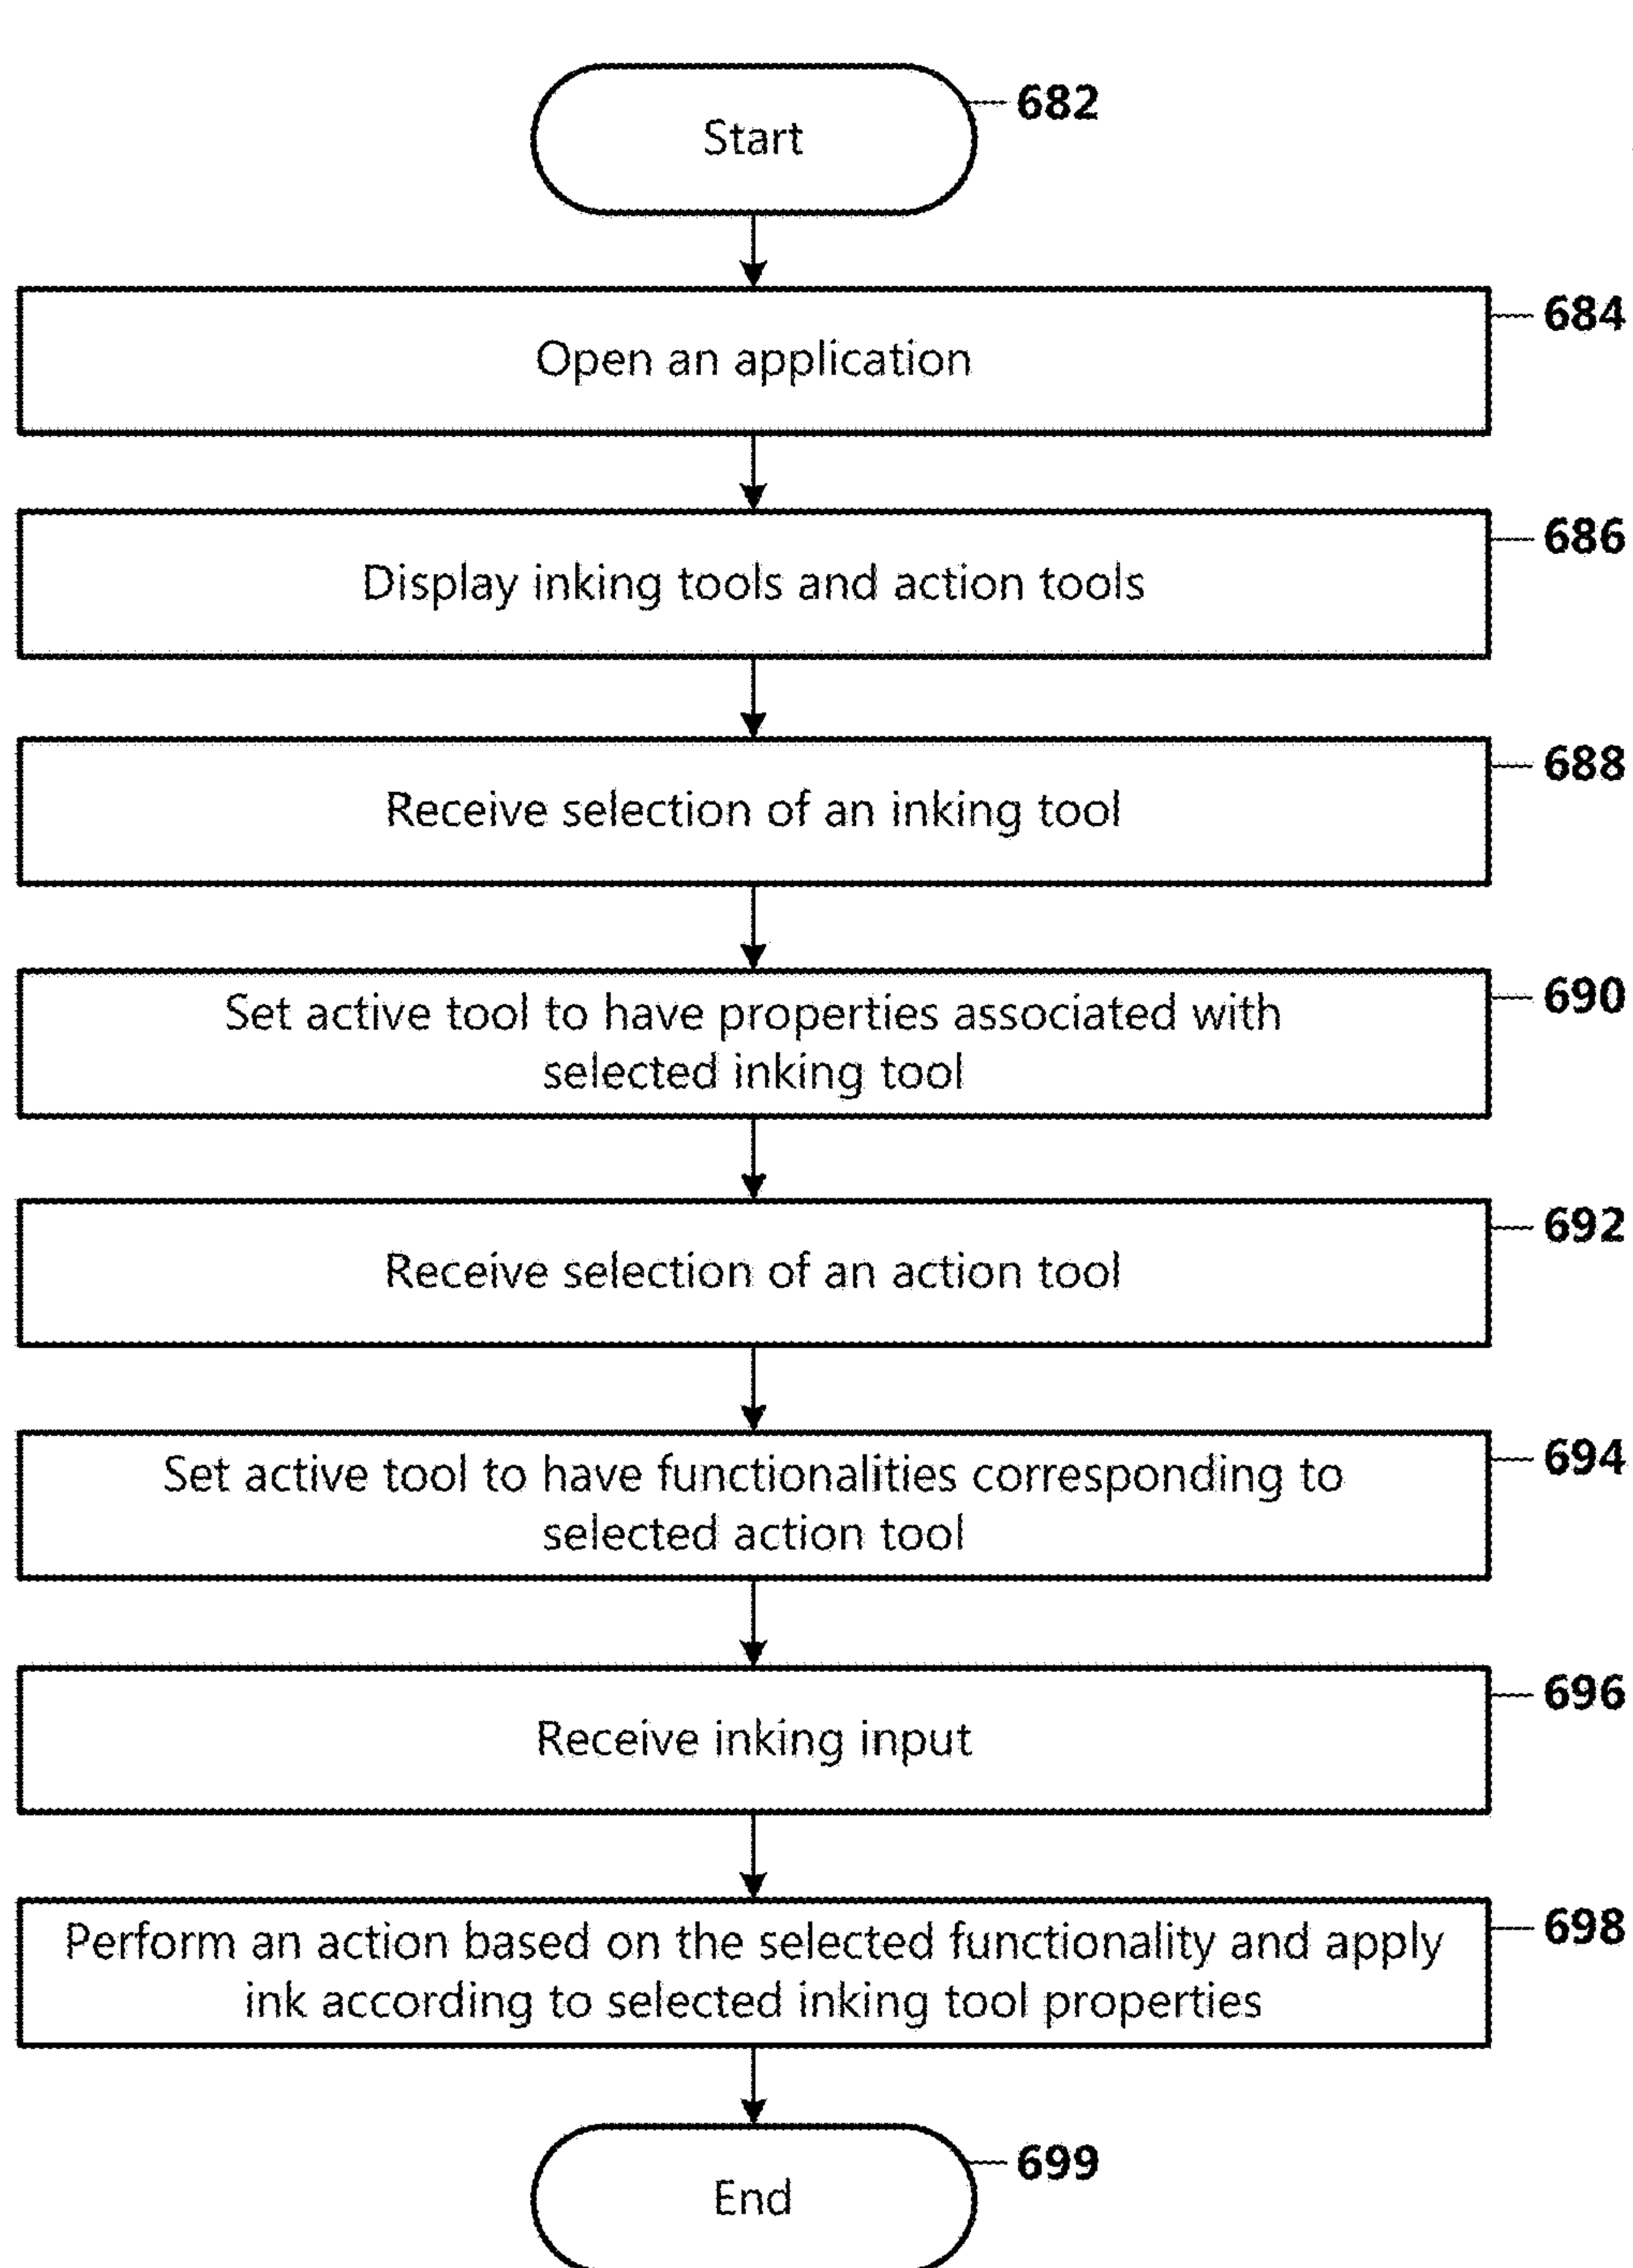 Start
682
Open an application
684
Display inking tools and action tools
686
Receive selection of an inking tool
688
Set active tool to have properties associated with
selected inking tool
690
Receive selection of an action tool
692
Set active tool to have functionalities corresponding to
selected action tool
694
Receive inking input
696
Perform an action based on the selected functionality and apply
ink according to selected inking tool properties
698
End
699